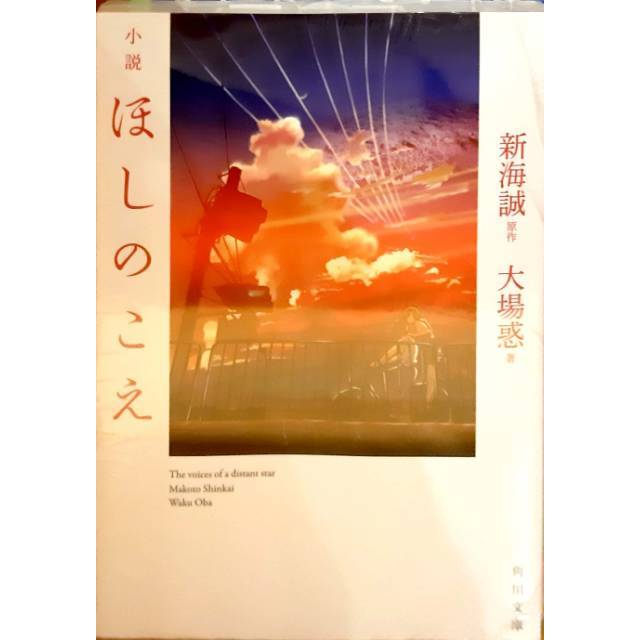 小説
ほしのこえ
新海誠 原作 大場惑 著
The voices of a distant star
Makoto Shinkai
Waku Oba
角川文庫